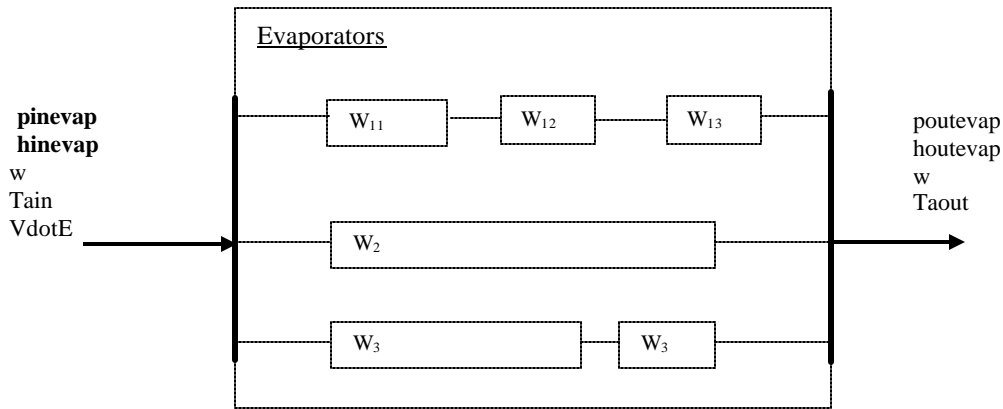 Evaporators
pinevap
hinevap
w
Tain
VdotE
W₁₁
W₁₂
W₁₃
W₂
W₃
W₃
poutevap
houtevap
w
Taout